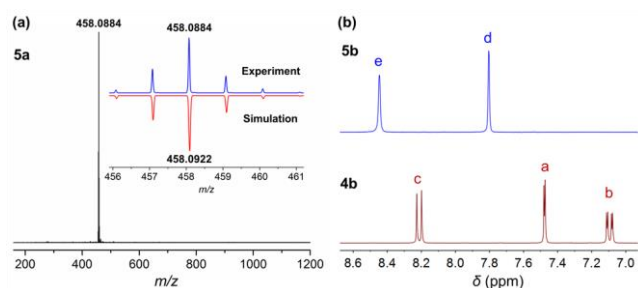 (a)
458.0884
5a
458.0884
Experiment
Simulation
458.0922
456 457 458 459 460 461
m/z
200 400 600 800 1000 1200
m/z
(b)
5b
e
d
4b
c
a
b
8.6 8.4 8.2 8.0 7.8 7.6 7.4 7.2 7.0
δ (ppm)